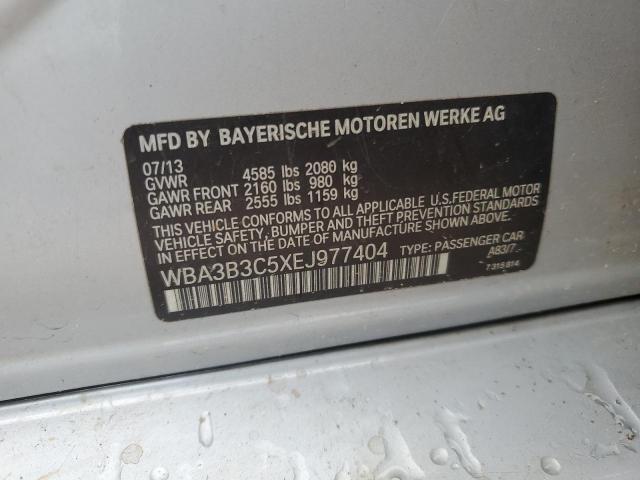 MFD BY BAYERISCHE MOTOREN WERKE AG
07/13
GVWR 4585 lbs 2080 kg
GAWR FRONT 2160 lbs 980 kg
GAWR REAR 2555 lbs 1159 kg
THIS VEHICLE CONFORMS TO ALL APPLICABLE U.S.FEDERAL MOTOR
VEHICLE SAFETY, BUMPER, AND THEFT PREVENTION STANDARDS
IN EFFECT ON THE DATE OF MANUFACTURE SHOWN ABOVE.
WBA3B3C5XEJ977404 TYPE: PASSENGER CAR
A83/7
7318814